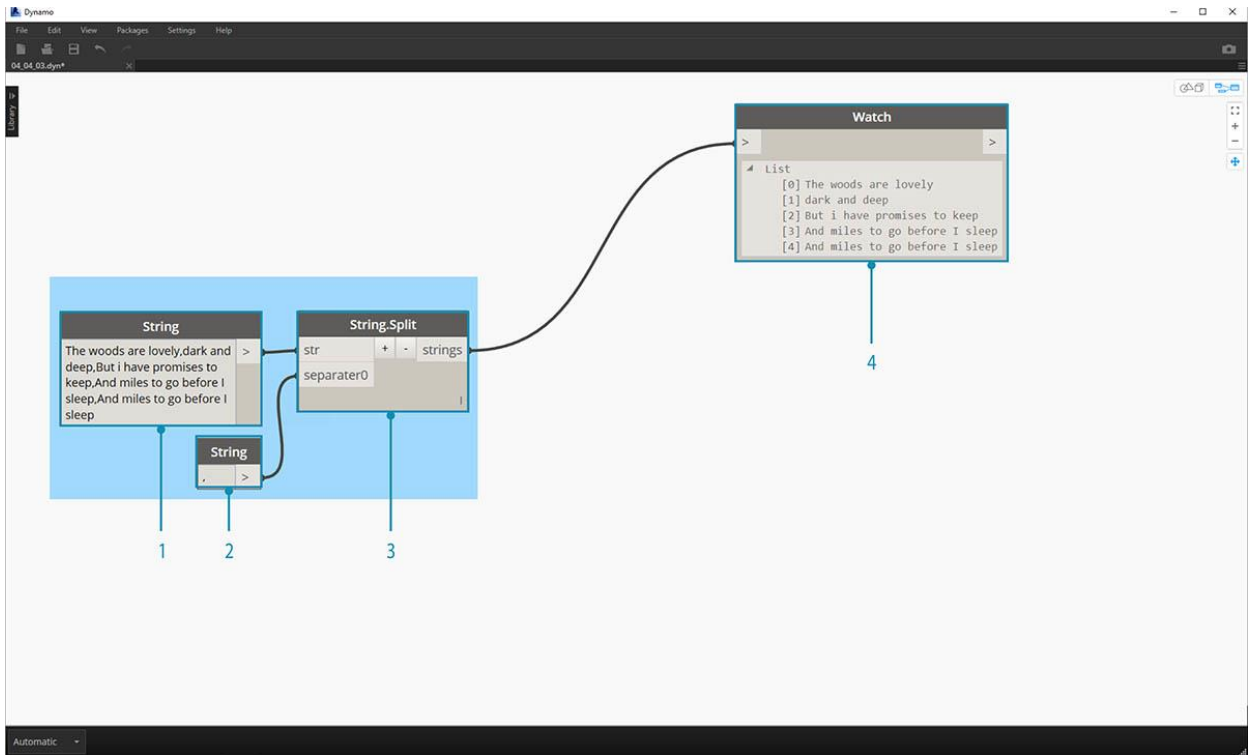 Dynamo
File Edit View Packages Settings Help
04_04_03.dyn*
Library
Watch
> >
List
[0] The woods are lovely
[1] dark and deep
[2] But i have promises to keep
[3] And miles to go before I sleep
[4] And miles to go before I sleep
4
String
The woods are lovely,dark and >
deep,But i have promises to
keep,And miles to go before I
sleep,And miles to go before I
sleep
String.Split
str + - strings
separater0
String
, >
1 2 3
Automatic